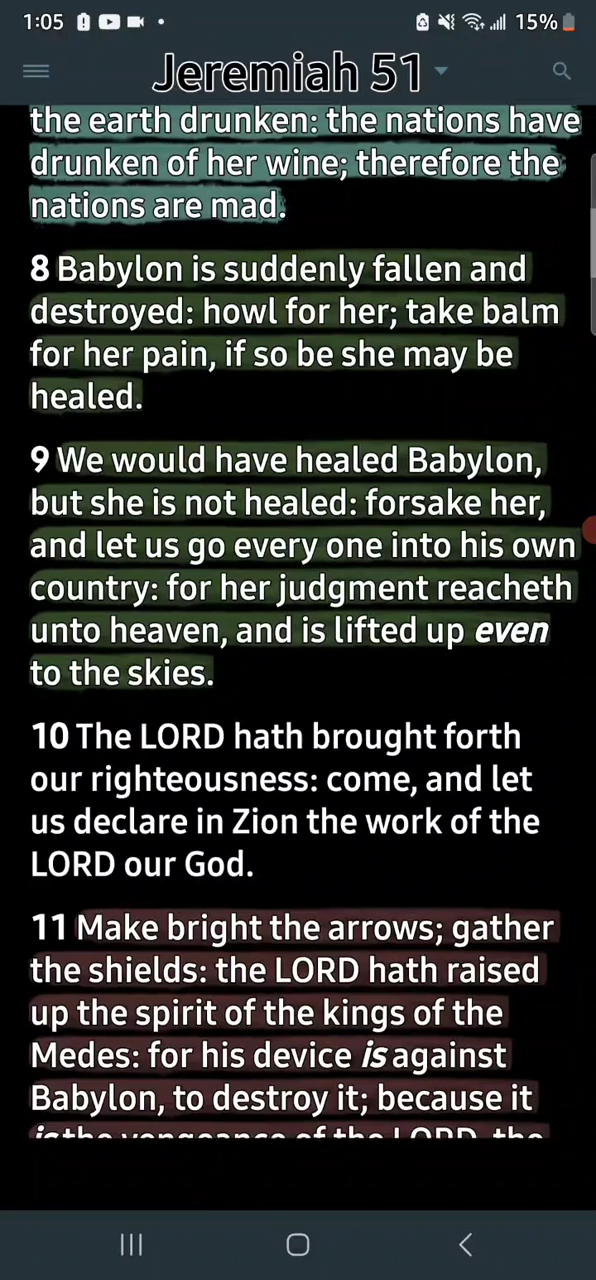 1:05 15%
Jeremiah 51
the earth drunken: the nations have
drunken of her wine; therefore the
nations are mad.
8 Babylon is suddenly fallen and
destroyed: howl for her; take balm
for her pain, if so be she may be
healed.
9 We would have healed Babylon,
but she is not healed: forsake her,
and let us go every one into his own
country: for her judgment reacheth
unto heaven, and is lifted up even
to the skies.
10 The LORD hath brought forth
our righteousness: come, and let
us declare in Zion the work of the
LORD our God.
11 Make bright the arrows; gather
the shields: the LORD hath raised
up the spirit of the kings of the
Medes: for his device is against
Babylon, to destroy it; because it
is the vengeance of the LORD, the